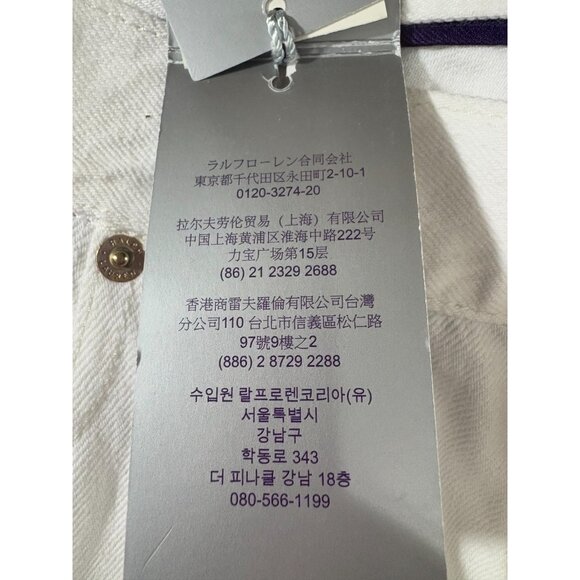 ラルフローレン合同会社
東京都千代田区永田町2-10-1
0120-3274-20
拉尔夫劳伦贸易（上海）有限公司
中国上海黄浦区淮海中路222号
力宝广场第15层
(86) 21 2329 2688
香港商雷夫羅倫有限公司台灣
分公司110 台北市信義區松仁路
97號9樓之2
(886) 2 8729 2288
수입원 랄프로렌코리아(유)
서울특별시
강남구
학동로 343
더 피나클 강남 18층
080-566-1199